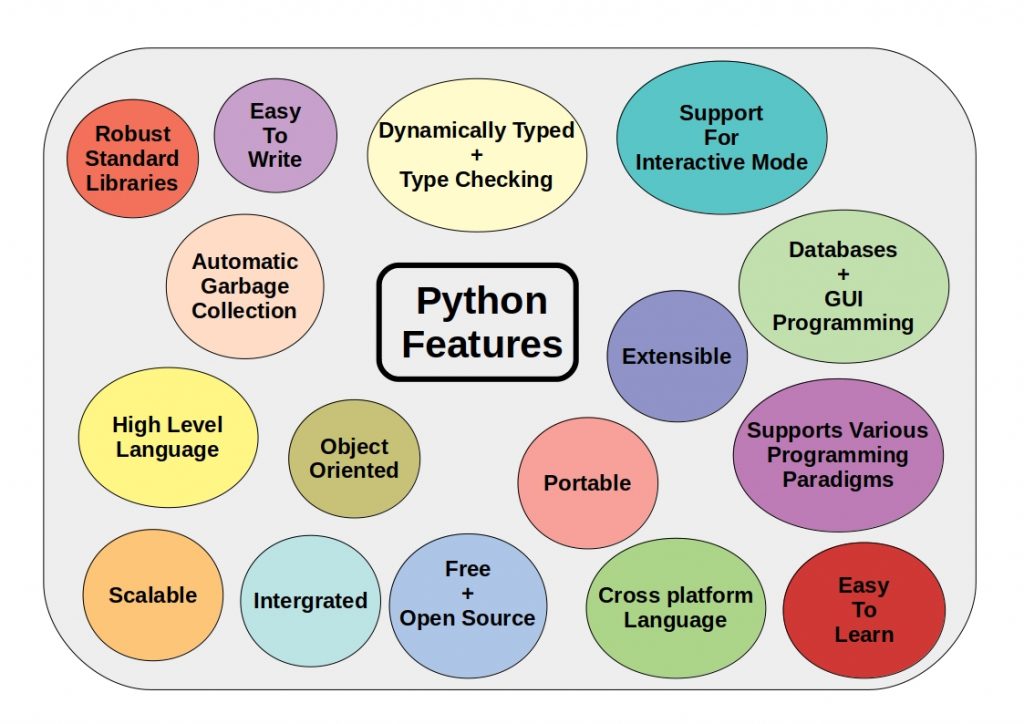 Robust
Standard
Libraries
Easy
To
Write
Dynamically Typed
+
Type Checking
Support
For
Interactive Mode
Automatic
Garbage
Collection
Python
Features
Databases
+
GUI
Programming
Extensible
High Level
Language
Object
Oriented
Portable
Supports Various
Programming
Paradigms
Scalable
Intergrated
Free
+
Open Source
Cross platform
Language
Easy
To
Learn